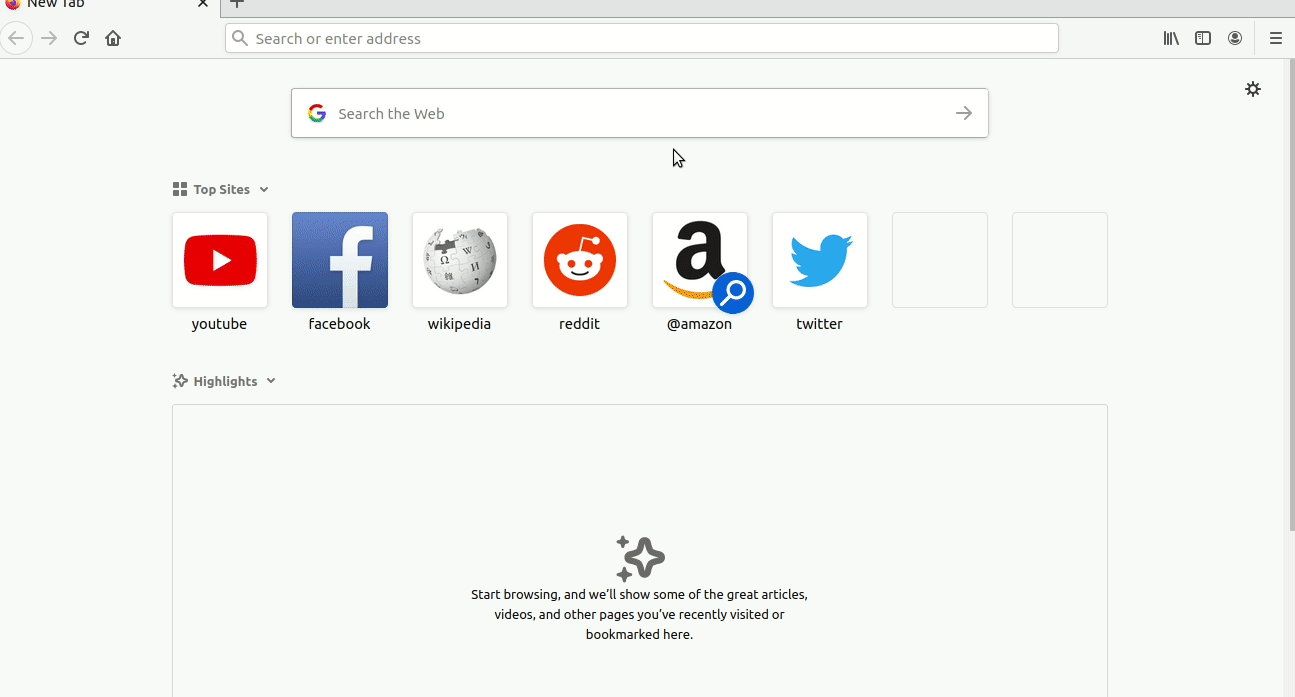 New Tab
Search or enter address
Search the Web
Top Sites
youtube
facebook
wikipedia
reddit
@amazon
twitter
Highlights
Start browsing, and we’ll show some of the great articles,
videos, and other pages you’ve recently visited or
bookmarked here.